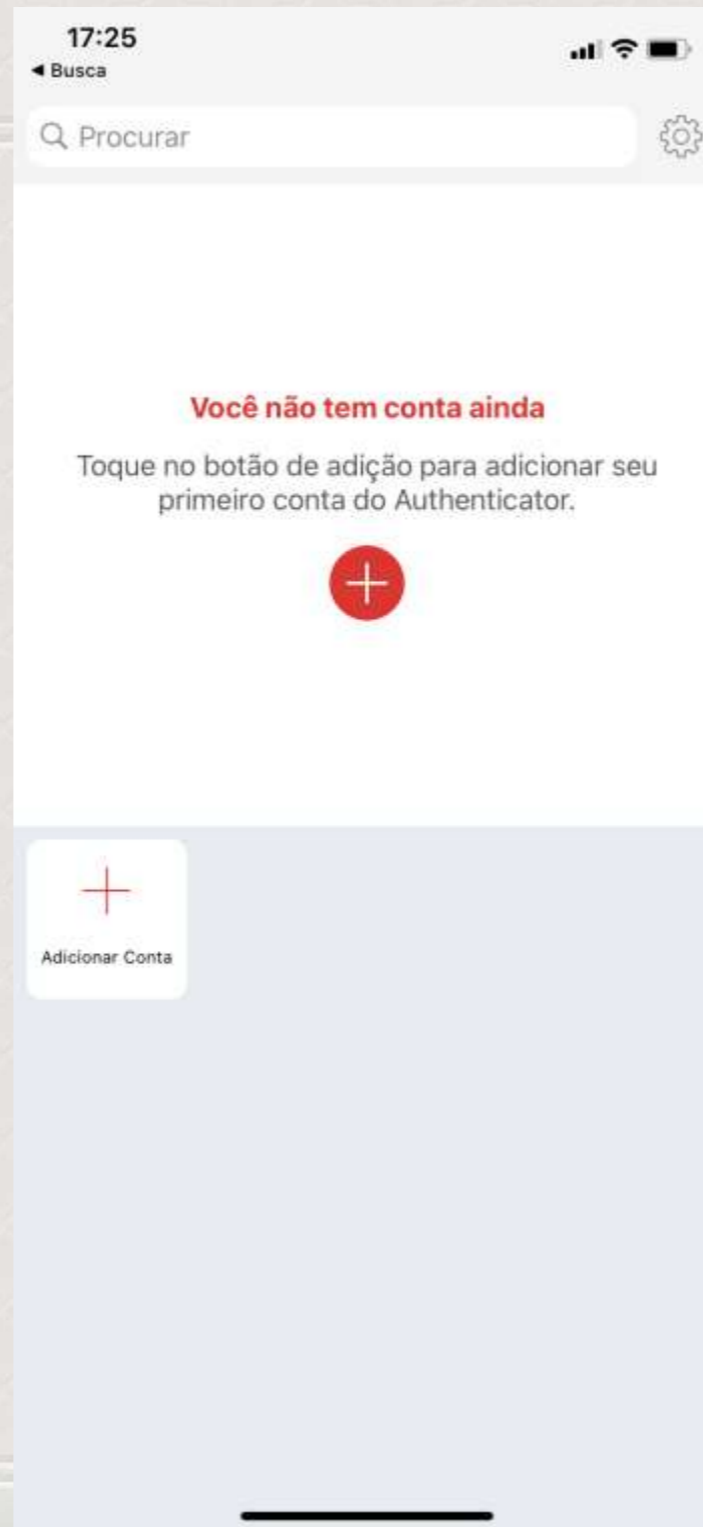 17:25
◀ Busca
Procurar
Você não tem conta ainda
Toque no botão de adição para adicionar seu
primeiro conta do Authenticator.
Adicionar Conta